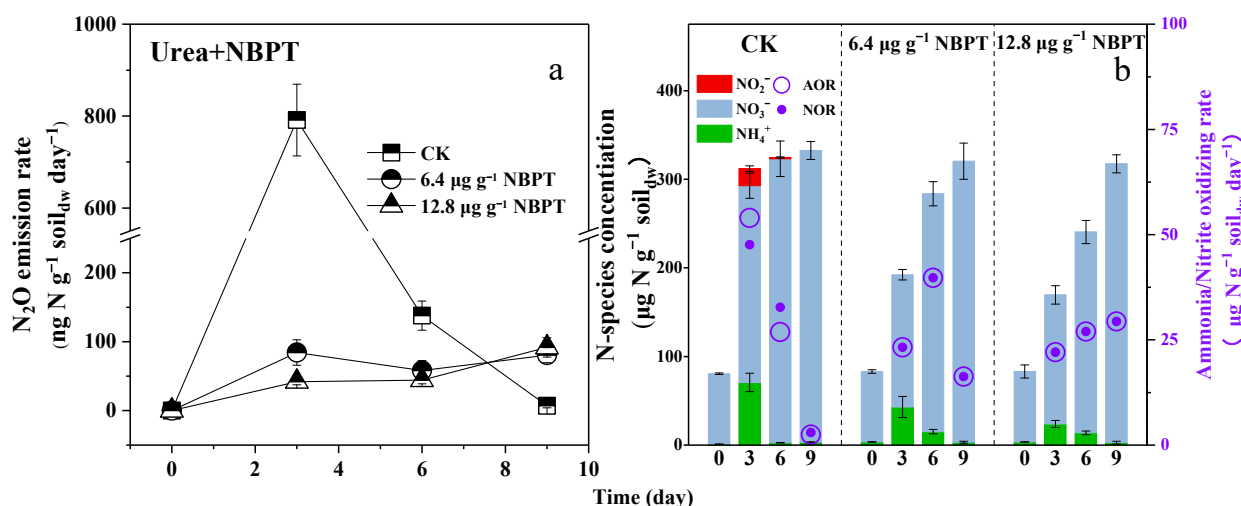 Urea+NBPT
a
N₂O emission rate
(ng N g⁻¹ soil_dw day⁻¹)
1000
800
600
200
100
0
CK
6.4 µg g⁻¹ NBPT
12.8 µg g⁻¹ NBPT
0 2 4 6 8 10
CK
6.4 µg g⁻¹ NBPT
12.8 µg g⁻¹ NBPT
b
N-species concentration
(µg N g⁻¹ soil_dw)
400
300
200
100
0
NO₂⁻
NO₃⁻
NH₄⁺
AOR
NOR
0 3 6 9 0 3 6 9 0 3 6 9
100
75
50
25
0
Ammonia/Nitrite oxidizing rate
( µg N g⁻¹ soil_dw day⁻¹)
Time (day)